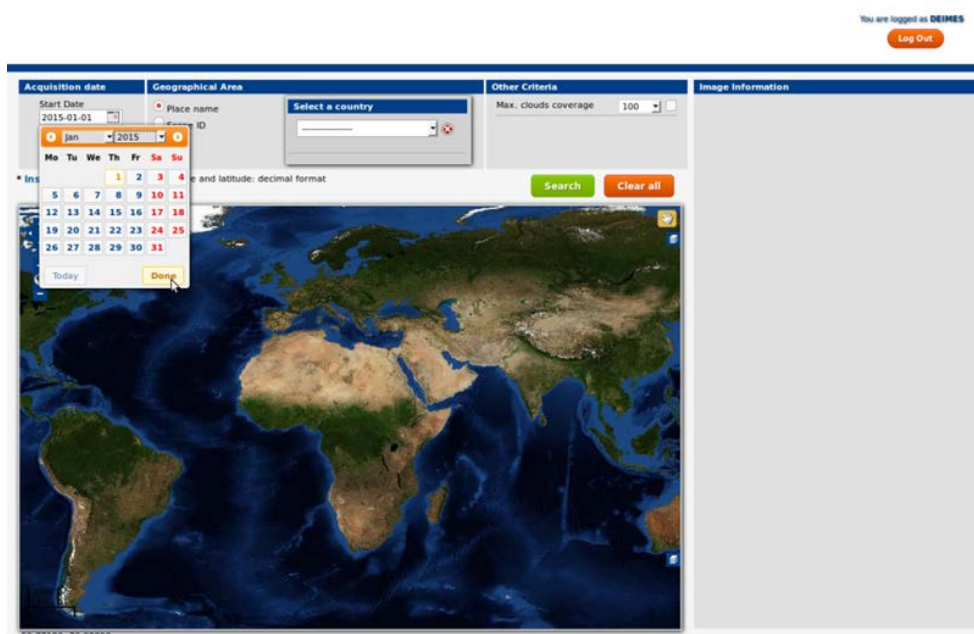 You are logged as DEIMES
Log Out
Acquisition date
Geographical Area
Other Criteria
Image Information
Start Date
2015-01-01
Place name
Select a country
Max. clouds coverage
100
ID
----------------
Jan
2015
Mo Tu We Th Fr Sa Su
1 2 3 4
* Ins
and latitude: decimal format
Search
Clear all
5 6 7 8 9 10 11
12 13 14 15 16 17 18
19 20 21 22 23 24 25
26 27 28 29 30 31
Today
Done